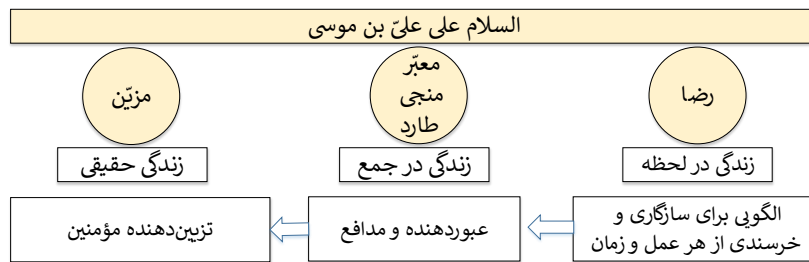 السلام علی علیّ بن موسی
رضا
معبّر
منجی
طارد
مزیّن
زندگی در لحظه
زندگی در جمع
زندگی حقیقی
الگویی برای سازگاری و
خرسندی از هر عمل و زمان
عبوردهنده و مدافع
تزیین‌دهنده مؤمنین